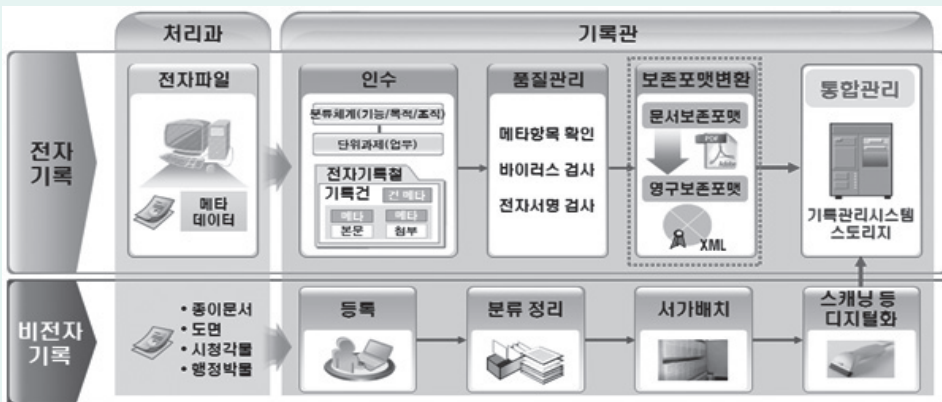 처리과
기록관
전자
기록
전자파일
메타
데이터
인수
분류체계(기능/목적/조직)
단위과제(업무)
전자기록철
기록건
건 메타
메타
본문
메타
첨부
품질관리
메타항목 확인
바이러스 검사
전자서명 검사
보존포맷변환
문서보존포맷
PDF
Adobe
영구보존포맷
XML
통합관리
기록관리시스템
스토리지
비전자
기록
• 종이문서
• 도면
• 시청각물
• 행정박물
등록
분류 정리
서가배치
스캐닝 등
디지털화